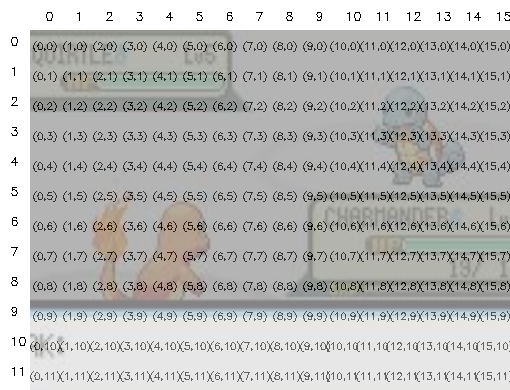 0 1 2 3 4 5 6 7 8 9 10 11 12 13 14 15
0 (0,0) (1,0) (2,0) (3,0) (4,0) (5,0) (6,0) (7,0) (8,0) (9,0) (10,0) (11,0) (12,0) (13,0) (14,0) (15,0)
QUIRTLE♂ Lv5
1 (0,1) (1,1) (2,1) (3,1) (4,1) (5,1) (6,1) (7,1) (8,1) (9,1) (10,1) (11,1) (12,1) (13,1) (14,1) (15,1)
2 (0,2) (1,2) (2,2) (3,2) (4,2) (5,2) (6,2) (7,2) (8,2) (9,2) (10,2) (11,2) (12,2) (13,2) (14,2) (15,2)
3 (0,3) (1,3) (2,3) (3,3) (4,3) (5,3) (6,3) (7,3) (8,3) (9,3) (10,3) (11,3) (12,3) (13,3) (14,3) (15,3)
4 (0,4) (1,4) (2,4) (3,4) (4,4) (5,4) (6,4) (7,4) (8,4) (9,4) (10,4) (11,4) (12,4) (13,4) (14,4) (15,4)
5 (0,5) (1,5) (2,5) (3,5) (4,5) (5,5) (6,5) (7,5) (8,5) (9,5) (10,5) (11,5) (12,5) (13,5) (14,5) (15,5)
CHARMANDER♂
6 (0,6) (1,6) (2,6) (3,6) (4,6) (5,6) (6,6) (7,6) (8,6) (9,6) (10,6) (11,6) (12,6) (13,6) (14,6) (15,6)
7 (0,7) (1,7) (2,7) (3,7) (4,7) (5,7) (6,7) (7,7) (8,7) (9,7) (10,7) (11,7) (12,7) (13,7) (14,7) (15,7)
19/ 1
8 (0,8) (1,8) (2,8) (3,8) (4,8) (5,8) (6,8) (7,8) (8,8) (9,8) (10,8) (11,8) (12,8) (13,8) (14,8) (15,8)
9 (0,9) (1,9) (2,9) (3,9) (4,9) (5,9) (6,9) (7,9) (8,9) (9,9) (10,9) (11,9) (12,9) (13,9) (14,9) (15,9)
10 (0,10) (1,10) (2,10) (3,10) (4,10) (5,10) (6,10) (7,10) (8,10) (9,10) (10,10) (11,10) (12,10) (13,10) (14,10) (15,10)
11 (0,11) (1,11) (2,11) (3,11) (4,11) (5,11) (6,11) (7,11) (8,11) (9,11) (10,11) (11,11) (12,11) (13,11) (14,11) (15,11)